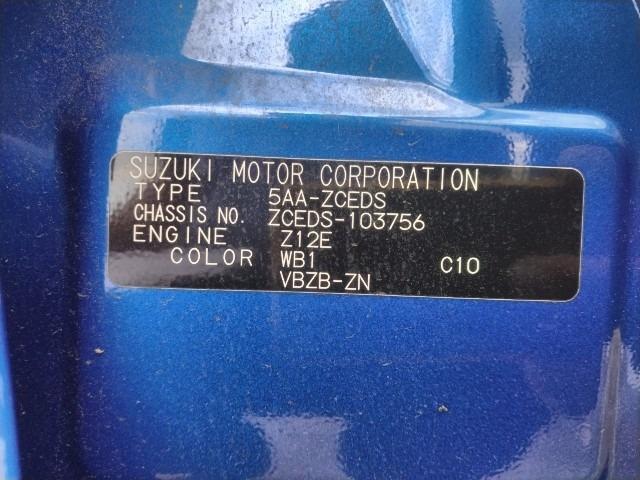 SUZUKI MOTOR CORPORATION
TYPE 5AA-ZCEDS
CHASSIS NO. ZCEDS-103756
ENGINE Z12E
COLOR WB1 C10
VBZB-ZN